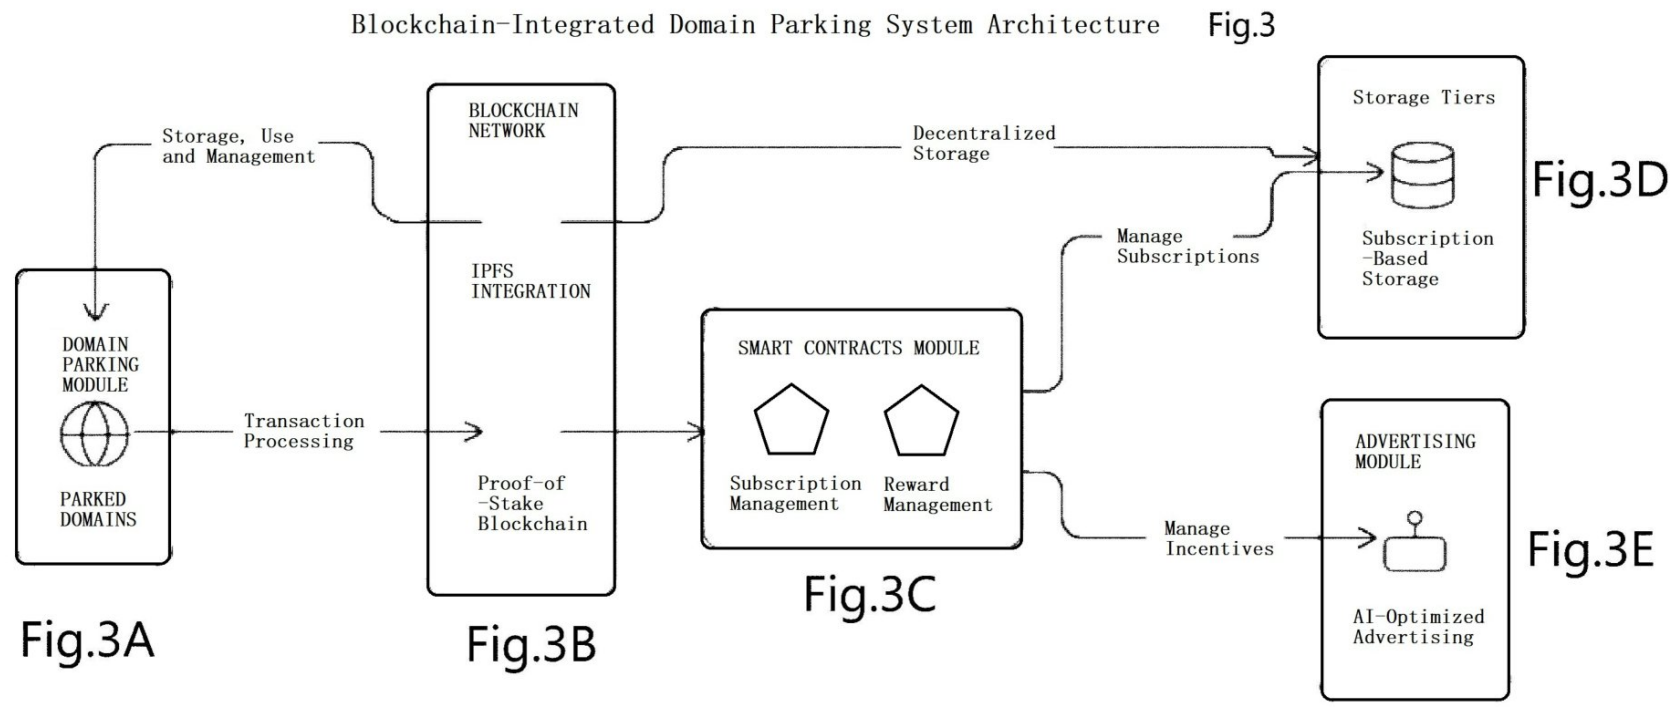 Blockchain-Integrated Domain Parking System Architecture Fig.3
Storage, Use
and Management
DOMAIN
PARKING
MODULE
PARKED
DOMAINS
Fig.3A
Transaction
Processing
BLOCKCHAIN
NETWORK
IPFS
INTEGRATION
Proof-of
-Stake
Blockchain
Fig.3B
Decentralized
Storage
SMART CONTRACTS MODULE
Subscription
Management
Reward
Management
Fig.3C
Manage
Subscriptions
Storage Tiers
Subscription
-Based
Storage
Fig.3D
Manage
Incentives
ADVERTISING
MODULE
AI-Optimized
Advertising
Fig.3E